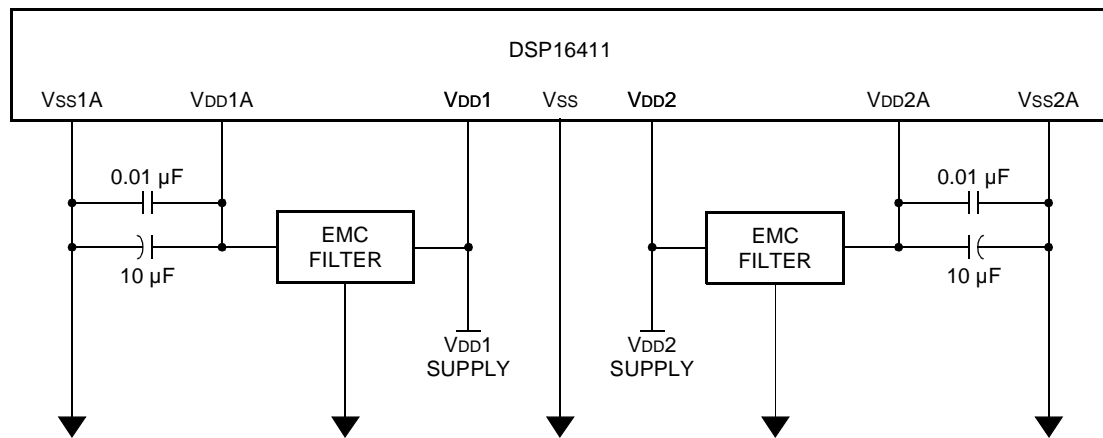 DSP16411
VSS1A VDD1A VDD1 VSS VDD2 VDD2A VSS2A
0.01 µF 0.01 µF
EMC
FILTER
EMC
FILTER
10 µF 10 µF
VDD1
SUPPLY
VDD2
SUPPLY